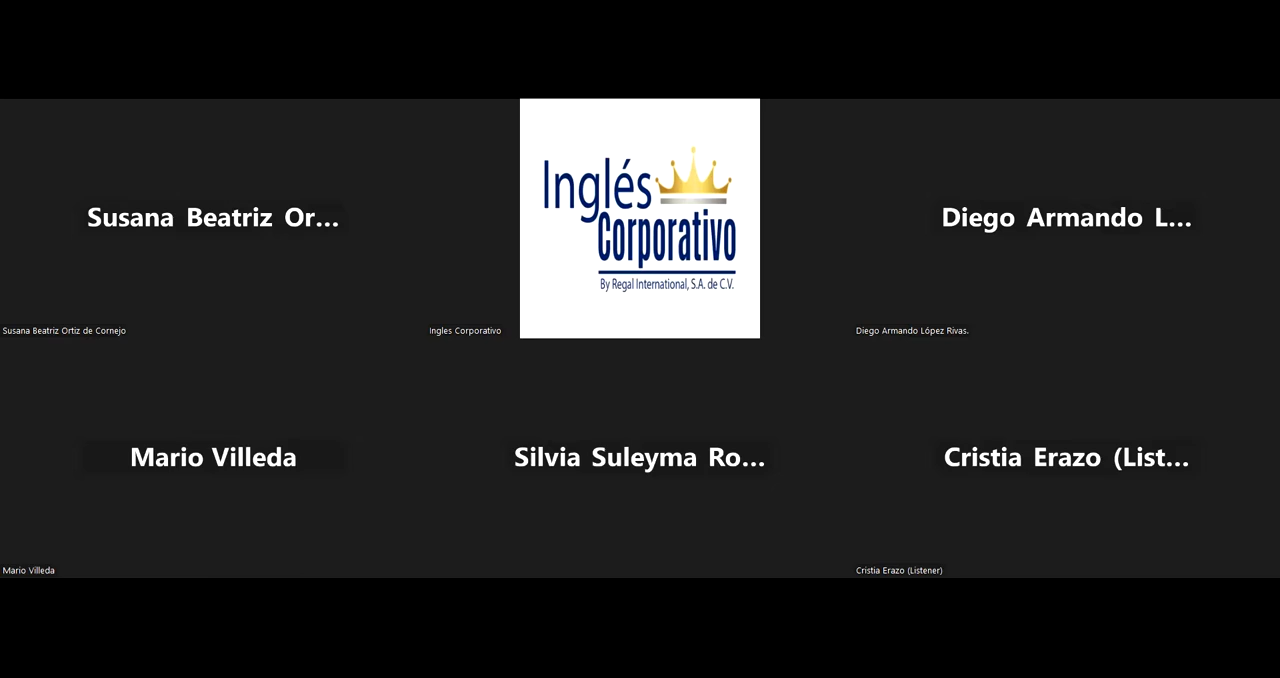 Susana Beatriz Or...
Susana Beatriz Ortiz de Cornejo
Inglés
Corporativo
By Regal International, S.A. de C.V.
Ingles Corporativo
Diego Armando L...
Diego Armando López Rivas.
Mario Villeda
Mario Villeda
Silvia Suleyma Ro...
Cristia Erazo (List...
Cristia Erazo (Listener)